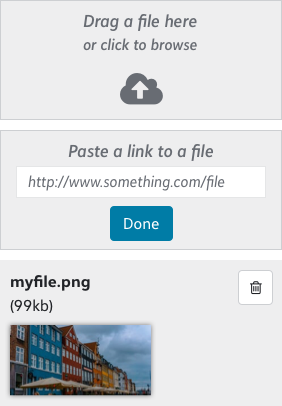 Drag a file here
or click to browse
Paste a link to a file
http://www.something.com/file
Done
myfile.png
(99kb)